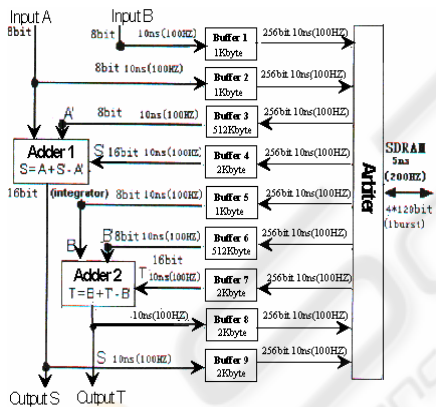 Input A
Input B
8bit
8bit 10ns(100HZ)
Buffer 1
1Kbyte
256bit 10ns(100HZ)
8bit 10ns(100HZ)
Buffer 2
1Kbyte
256bit 10ns(100HZ)
A'
8bit 10ns(100HZ)
Buffer 3
512Kbyte
256bit 10ns(100HZ)
Adder 1
S=A+S'-A'
S' 16bit 10ns(100HZ)
Buffer 4
2Kbyte
256bit 10ns(100HZ)
16bit
(integrator)
8bit 10ns(100HZ)
Buffer 5
1Kbyte
256bit 10ns(100HZ)
B
B'
8bit 10ns(100HZ)
Buffer 6
512Kbyte
256bit 10ns(100HZ)
Adder 2
T=B+T'-B'
16bit
T'
10ns(100HZ)
Buffer 7
2Kbyte
256bit 10ns(100HZ)
10ns(100HZ)
Buffer 8
2Kbyte
256bit 10ns(100HZ)
S 10ns(100HZ)
Buffer 9
2Kbyte
256bit 10ns(100HZ)
Output S
Output T
Arbiter
SDRAM
5ns
(200HZ)
4*128bit
(1burst)